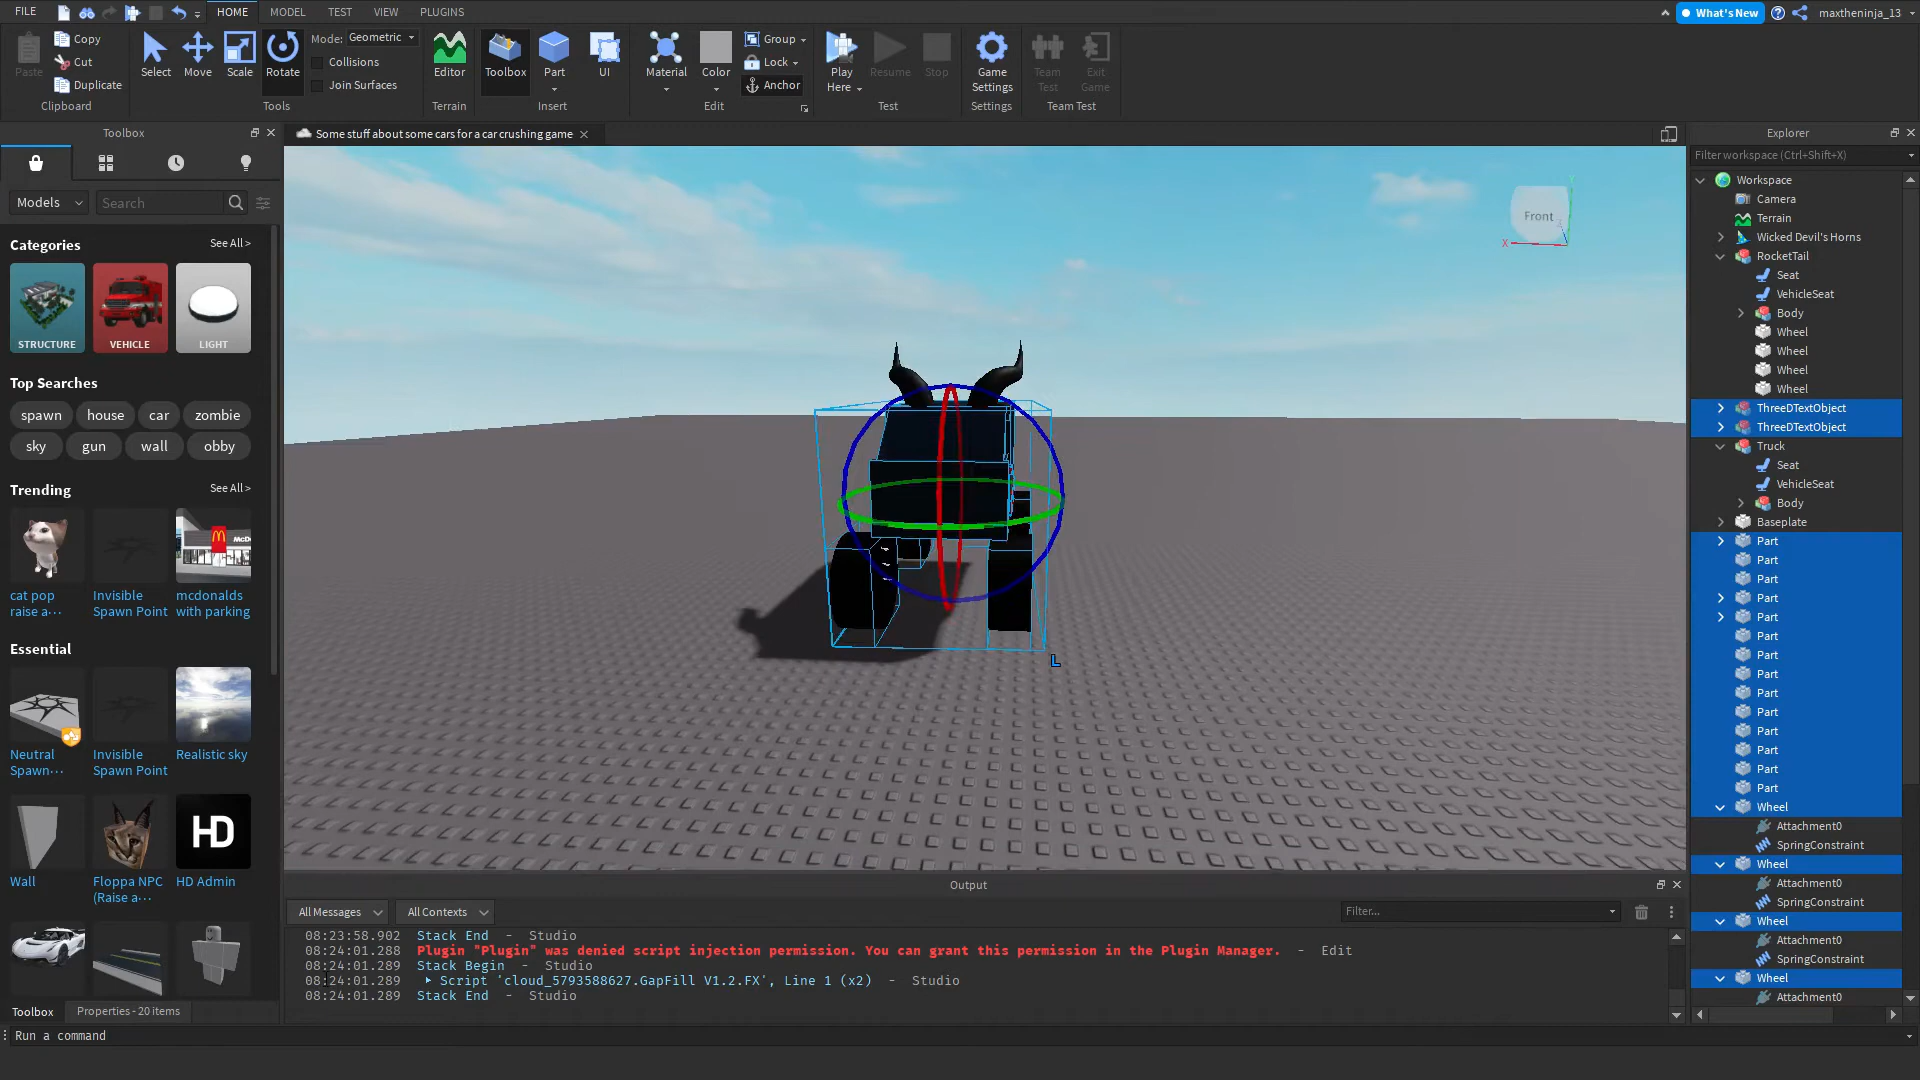 FILE
HOME
MODEL
TEST
VIEW
PLUGINS
What's New
maxtheninja_13
Paste
Copy
Cut
Duplicate
Clipboard
Select
Move
Scale
Rotate
Mode: Geometric
Collisions
Join Surfaces
Tools
Editor
Terrain
Toolbox
Part
UI
Insert
Material
Color
Group
Lock
Anchor
Edit
Play Here
Resume
Stop
Test
Game Settings
Settings
Team Test
Exit Game
Team Test
Toolbox
Some stuff about some cars for a car crushing game
Models
Search
Categories
See All >
STRUCTURE
VEHICLE
LIGHT
Top Searches
spawn
house
car
zombie
sky
gun
wall
obby
Trending
See All >
cat pop raise a...
Invisible Spawn Point
mcdonalds with parking
McD
Essential
Neutral Spawn...
Invisible Spawn Point
Realistic sky
HD
Wall
Floppa NPC (Raise a...
HD Admin
Toolbox
Properties - 20 items
Run a command
Front
X
Y
Z
L
Output
All Messages
All Contexts
Filter...
08:23:58.902 Stack End - Studio
08:24:01.288 Plugin "Plugin" was denied script injection permission. You can grant this permission in the Plugin Manager. - Edit
08:24:01.289 Stack Begin - Studio
08:24:01.289 Script 'cloud_5793588627.GapFill V1.2.FX', Line 1 (x2) - Studio
08:24:01.289 Stack End - Studio
Explorer
Filter workspace (Ctrl+Shift+X)
Workspace
Camera
Terrain
Wicked Devil's Horns
RocketTail
Seat
VehicleSeat
Body
Wheel
Wheel
Wheel
Wheel
ThreeDTextObject
ThreeDTextObject
Truck
Seat
VehicleSeat
Body
Baseplate
Part
Part
Part
Part
Part
Part
Part
Part
Part
Part
Part
Part
Part
Part
Wheel
Attachment0
SpringConstraint
Wheel
Attachment0
SpringConstraint
Wheel
Attachment0
SpringConstraint
Wheel
Attachment0